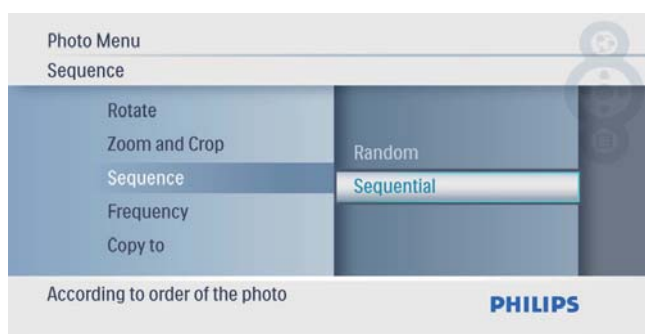 Photo Menu
Sequence
Rotate
Zoom and Crop
Sequence
Frequency
Copy to
Random
Sequential
According to order of the photo
PHILIPS